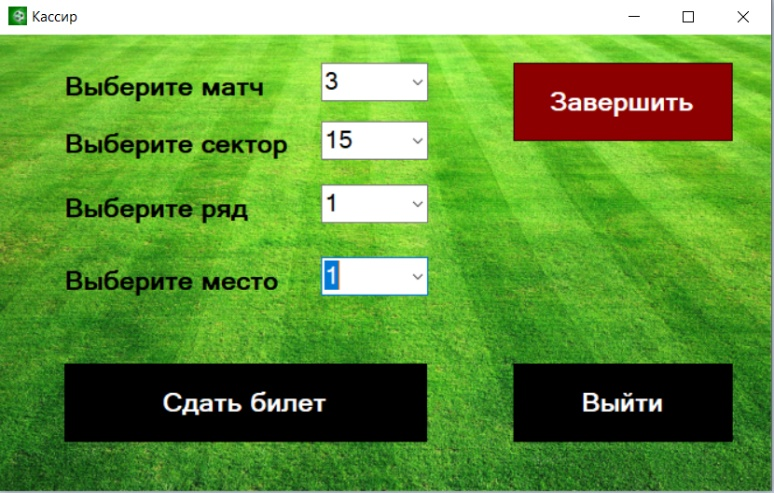 Кассир
Выберите матч 3
Завершить
Выберите сектор 15
Выберите ряд 1
Выберите место 1
Сдать билет
Выйти